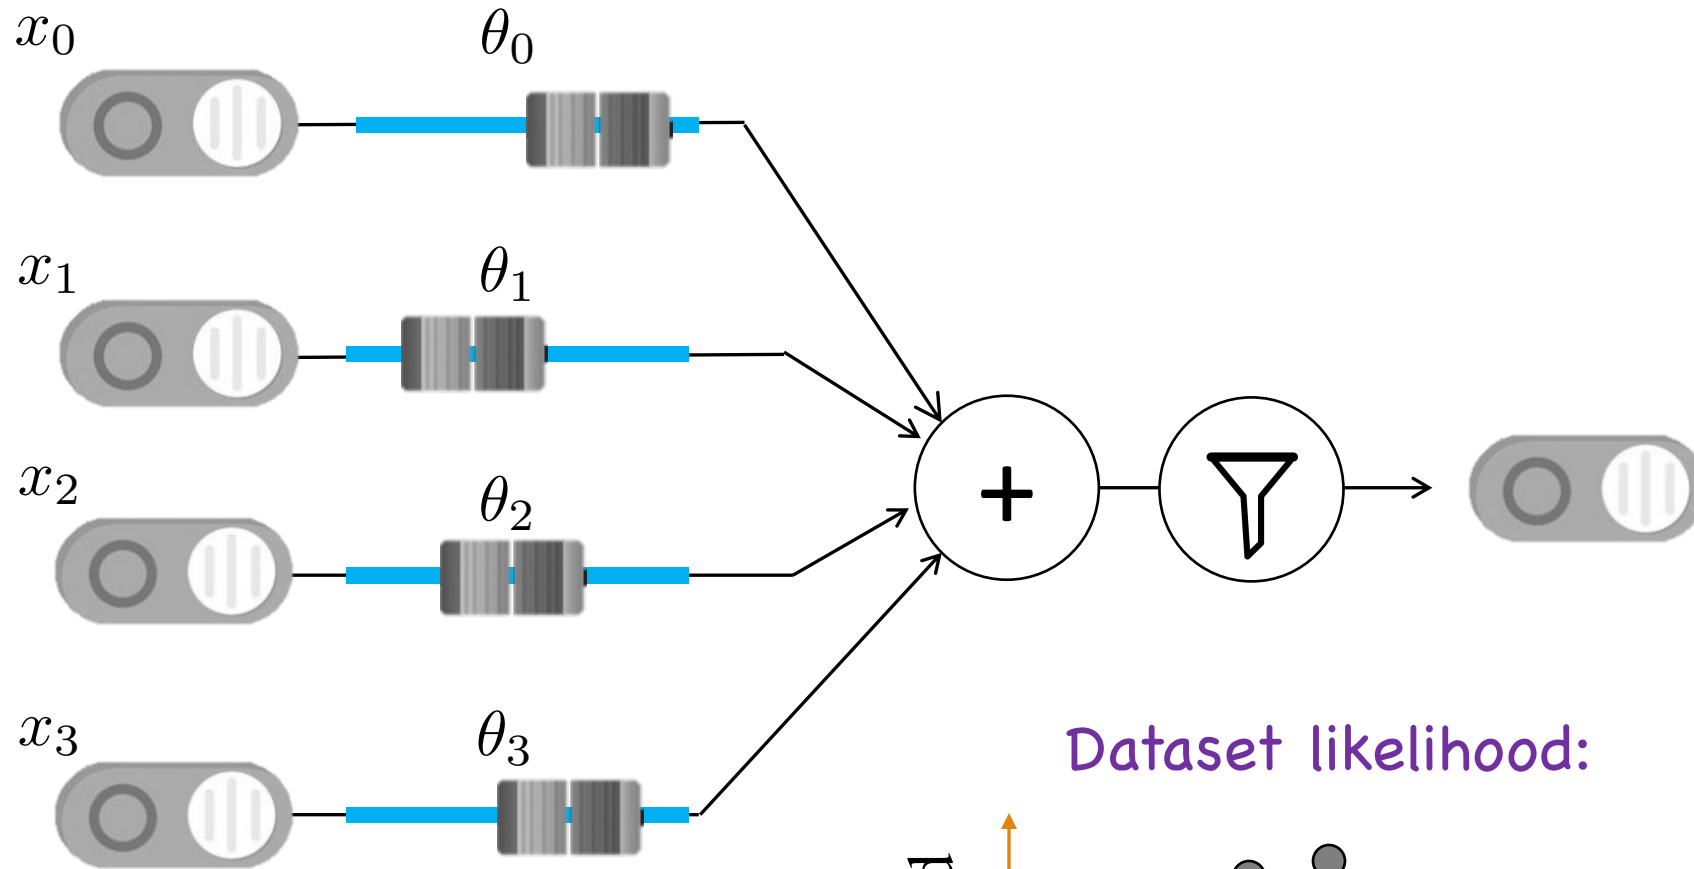 x₀ θ₀
x₁ θ₁
x₂ θ₂
x₃ θ₃
+
Dataset likelihood: